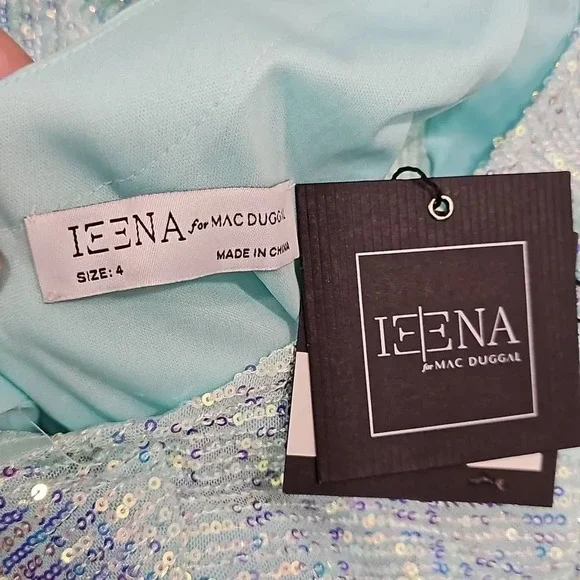 IEENA for MAC DUGGAL
SIZE: 4
MADE IN CHINA
IEENA
for MAC DUGGAL